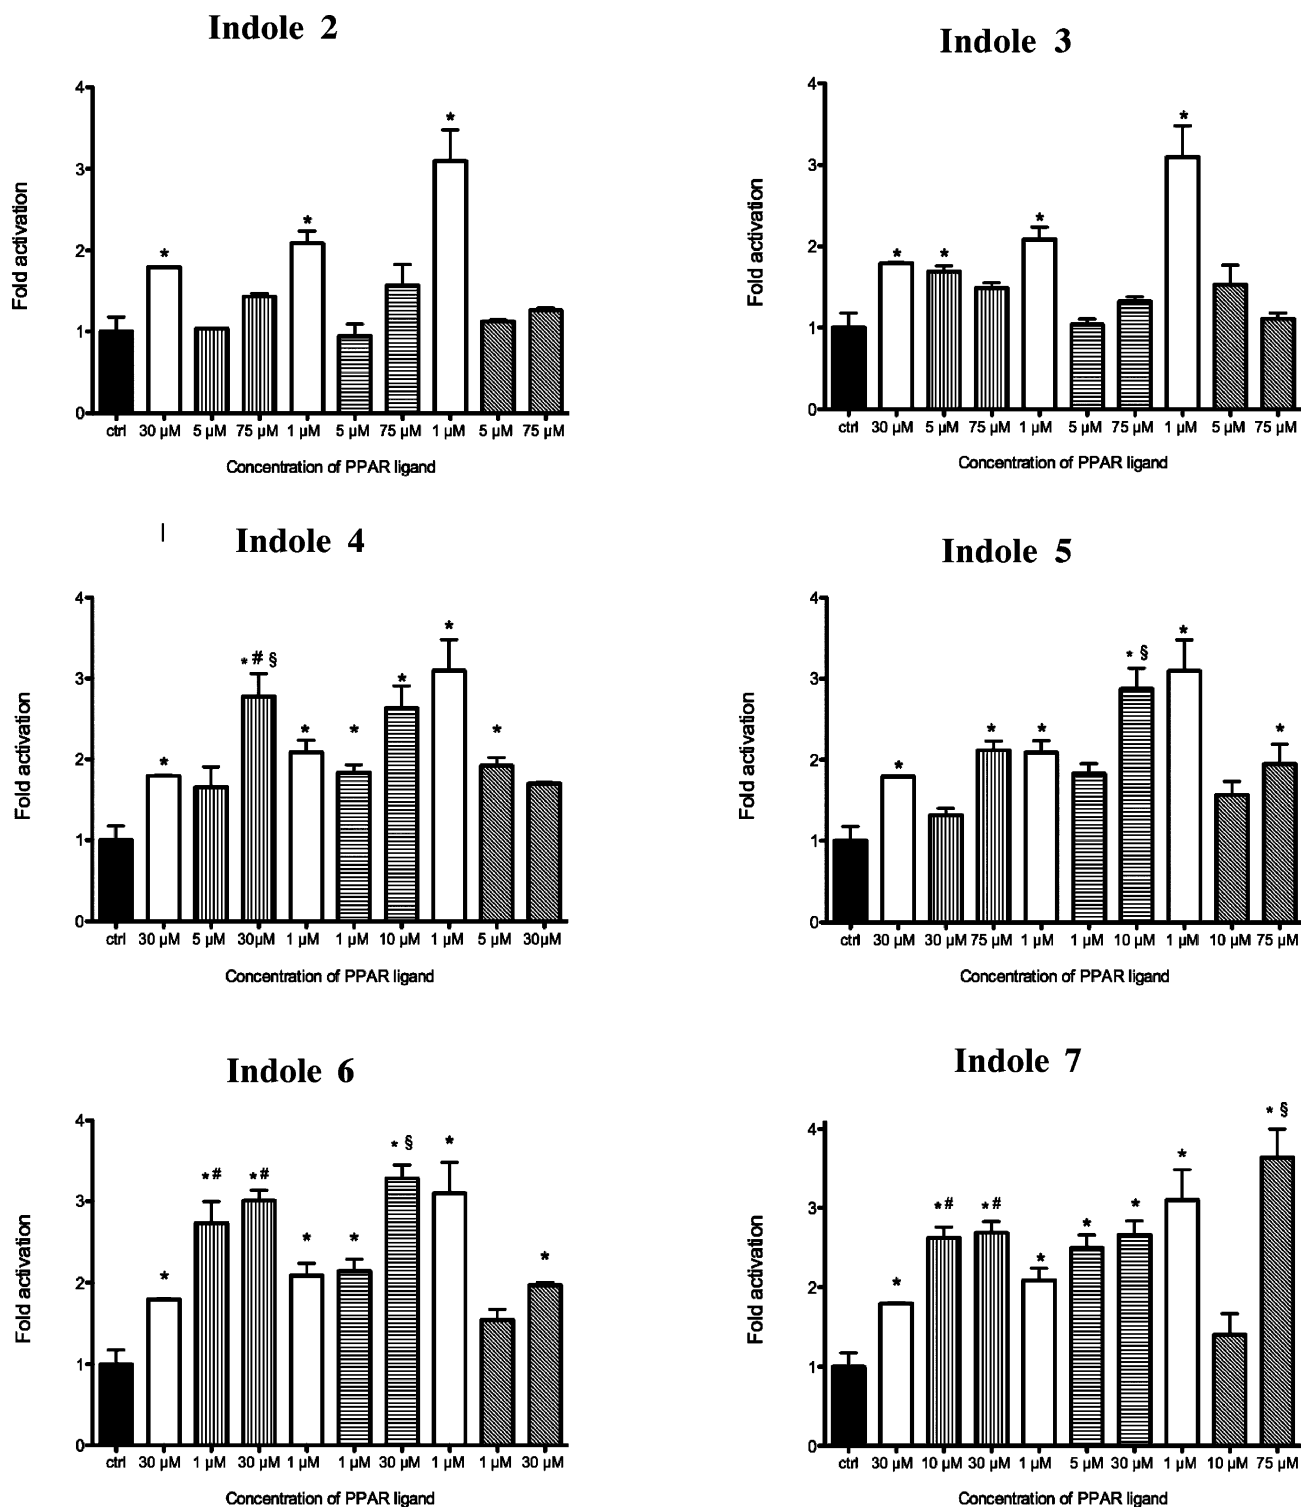 Indole 2
4
*
3
*
*
2
1
0
Fold activation
ctrl 30 µM 5 µM 75 µM 1 µM 5 µM 75 µM 1 µM 5 µM 75 µM
Concentration of PPAR ligand
Indole 3
4
*
3
*
* *
2
1
0
Fold activation
ctrl 30 µM 5 µM 75 µM 1 µM 5 µM 75 µM 1 µM 5 µM 75 µM
Concentration of PPAR ligand
Indole 4
4
*
* # §
3
*
* * *
*
2
1
0
Fold activation
ctrl 30 µM 5 µM 30µM 1 µM 1 µM 10 µM 1 µM 5 µM 30µM
Concentration of PPAR ligand
Indole 5
4
* § *
3
* * *
*
2
1
0
Fold activation
ctrl 30 µM 30 µM 75 µM 1 µM 1 µM 10 µM 1 µM 10 µM 75 µM
Concentration of PPAR ligand
Indole 6
4
* § *
*# *#
3
* * *
*
2
1
0
Fold activation
ctrl 30 µM 1 µM 30 µM 1 µM 1 µM 30 µM 1 µM 1 µM 30 µM
Concentration of PPAR ligand
Indole 7
* §
4
*
*# *# * *
3
*
*
2
1
0
Fold activation
ctrl 30 µM 10 µM 30 µM 1 µM 5 µM 30 µM 1 µM 10 µM 75 µM
Concentration of PPAR ligand